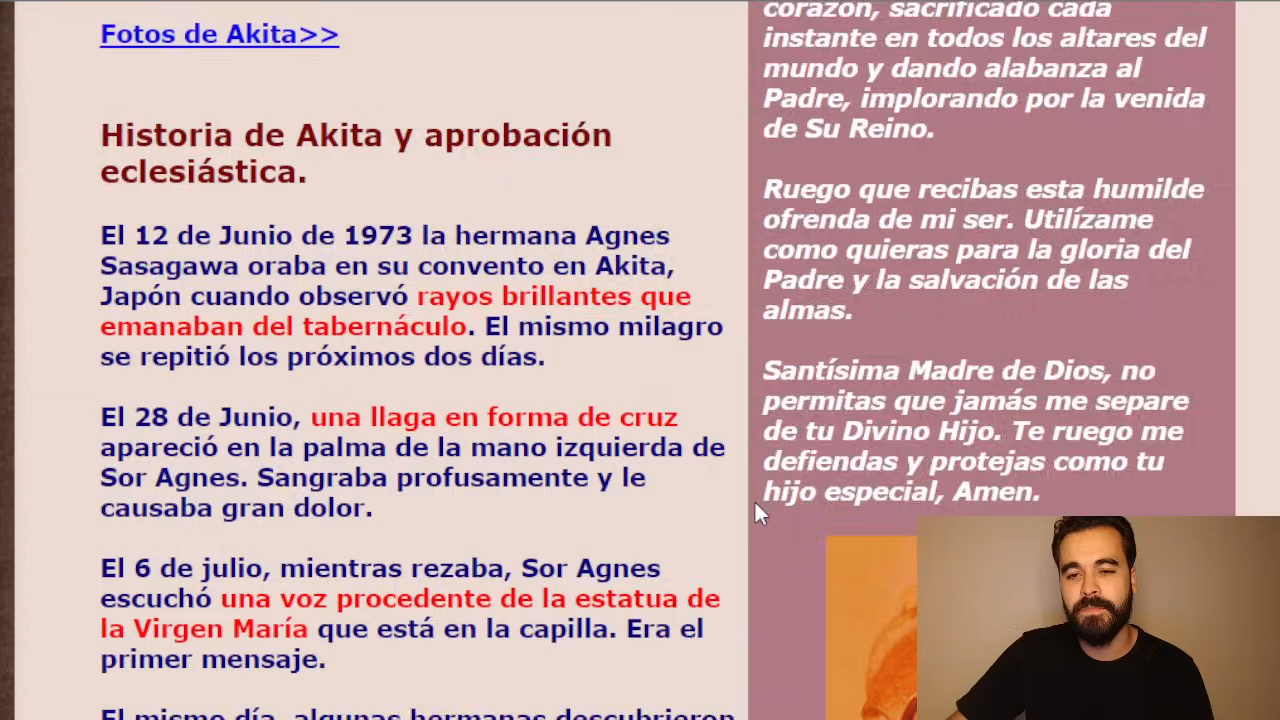 Fotos de Akita>>
Historia de Akita y aprobación
eclesiástica.
El 12 de Junio de 1973 la hermana Agnes
Sasagawa oraba en su convento en Akita,
Japón cuando observó rayos brillantes que
emanaban del tabernáculo. El mismo milagro
se repitió los próximos dos días.
El 28 de Junio, una llaga en forma de cruz
apareció en la palma de la mano izquierda de
Sor Agnes. Sangraba profusamente y le
causaba gran dolor.
El 6 de julio, mientras rezaba, Sor Agnes
escuchó una voz procedente de la estatua de
la Virgen María que está en la capilla. Era el
primer mensaje.
El mismo día, algunas hermanas descubrieron
corazón, sacrificado cada
instante en todos los altares del
mundo y dando alabanza al
Padre, implorando por la venida
de Su Reino.
Ruego que recibas esta humilde
ofrenda de mi ser. Utilízame
como quieras para la gloria del
Padre y la salvación de las
almas.
Santísima Madre de Dios, no
permitas que jamás me separe
de tu Divino Hijo. Te ruego me
defiendas y protejas como tu
hijo especial, Amen.